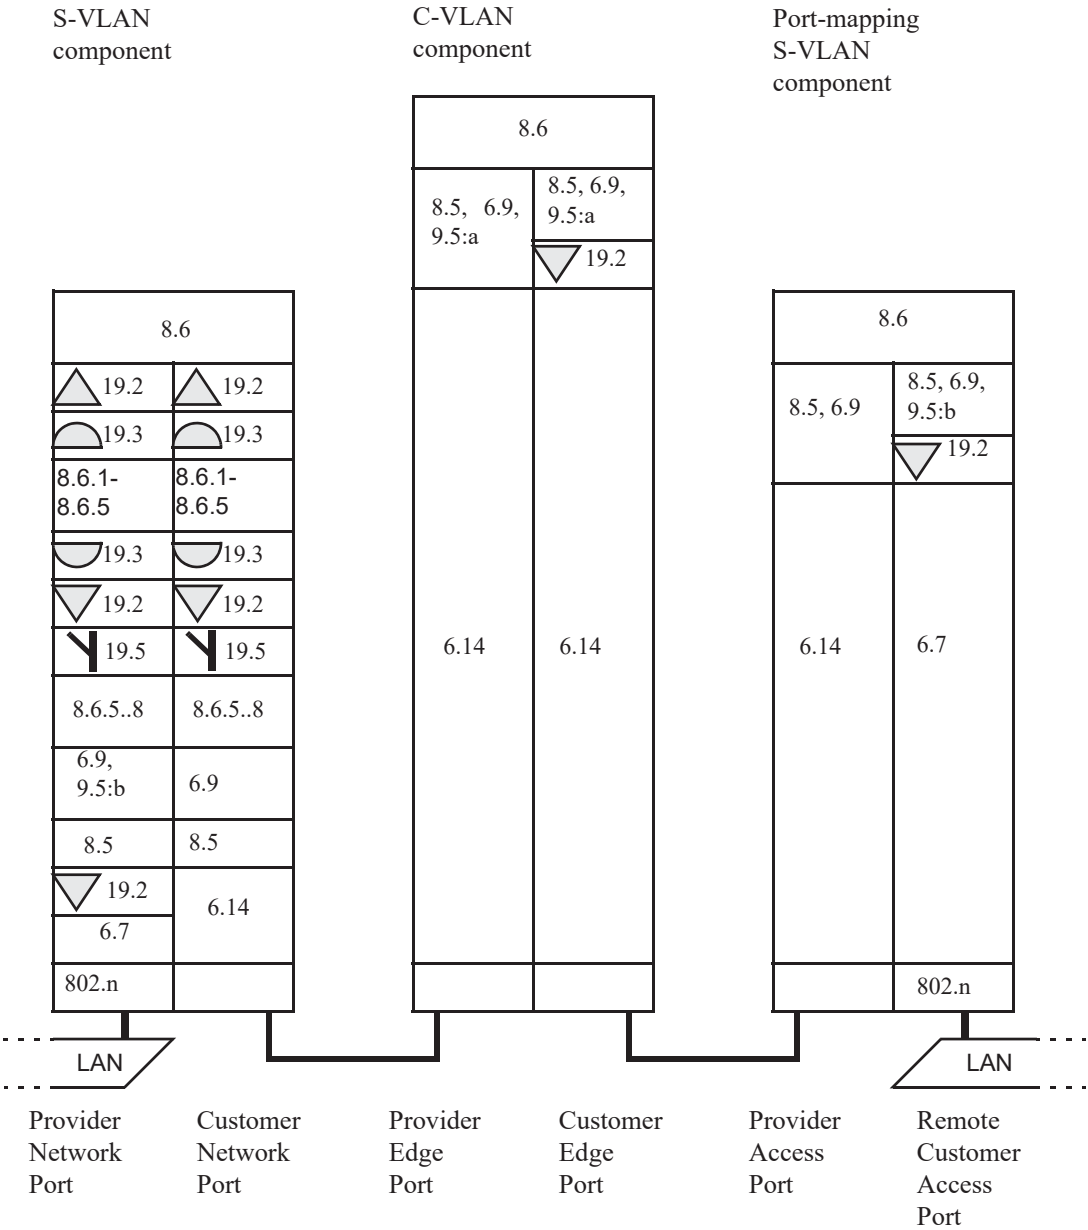 S-VLAN
component
C-VLAN
component
Port-mapping
S-VLAN
component
8.6
19.2
19.2
19.3
19.3
8.6.1-
8.6.5
8.6.1-
8.6.5
19.3
19.3
19.2
19.2
19.5
19.5
8.6.5..8
8.6.5..8
6.9,
9.5:b
6.9
8.5
8.5
19.2
6.7
6.14
802.n
LAN
8.6
8.5, 6.9,
9.5:a
8.5, 6.9,
9.5:a
19.2
6.14
6.14
8.6
8.5, 6.9
8.5, 6.9,
9.5:b
19.2
6.14
6.7
802.n
LAN
Provider
Network
Port
Customer
Network
Port
Provider
Edge
Port
Customer
Edge
Port
Provider
Access
Port
Remote
Customer
Access
Port